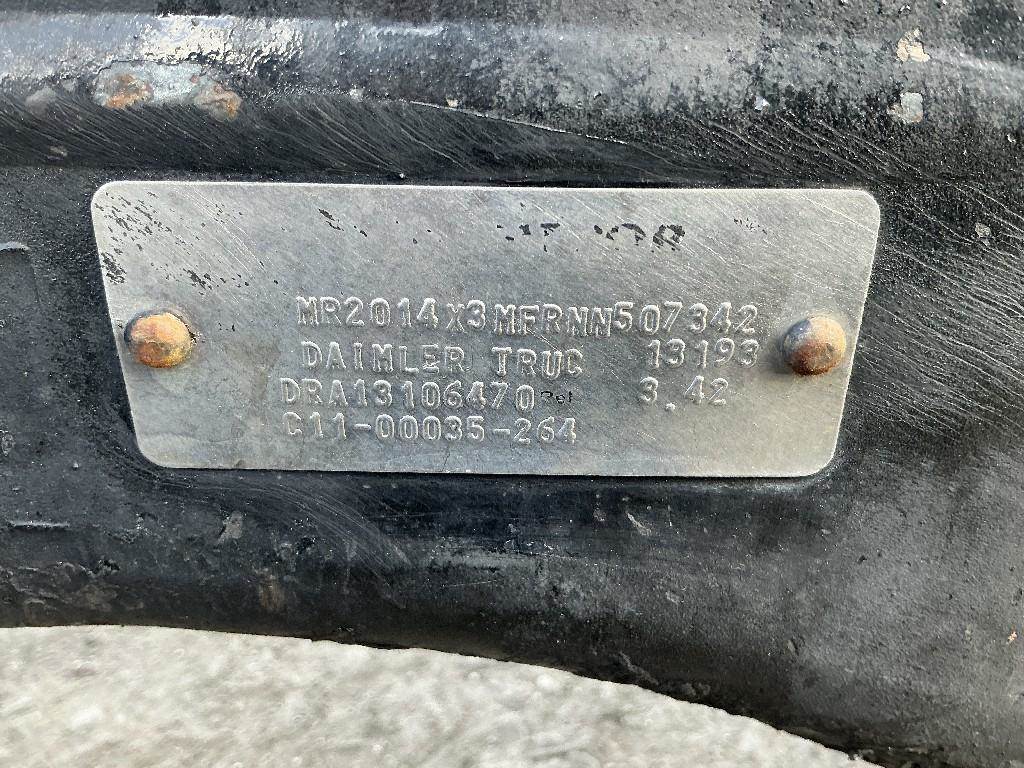 MR2014X3MFRNN507342
DAIMLER TRUC 13193
DRA13106470 3.42
C11-00035-264